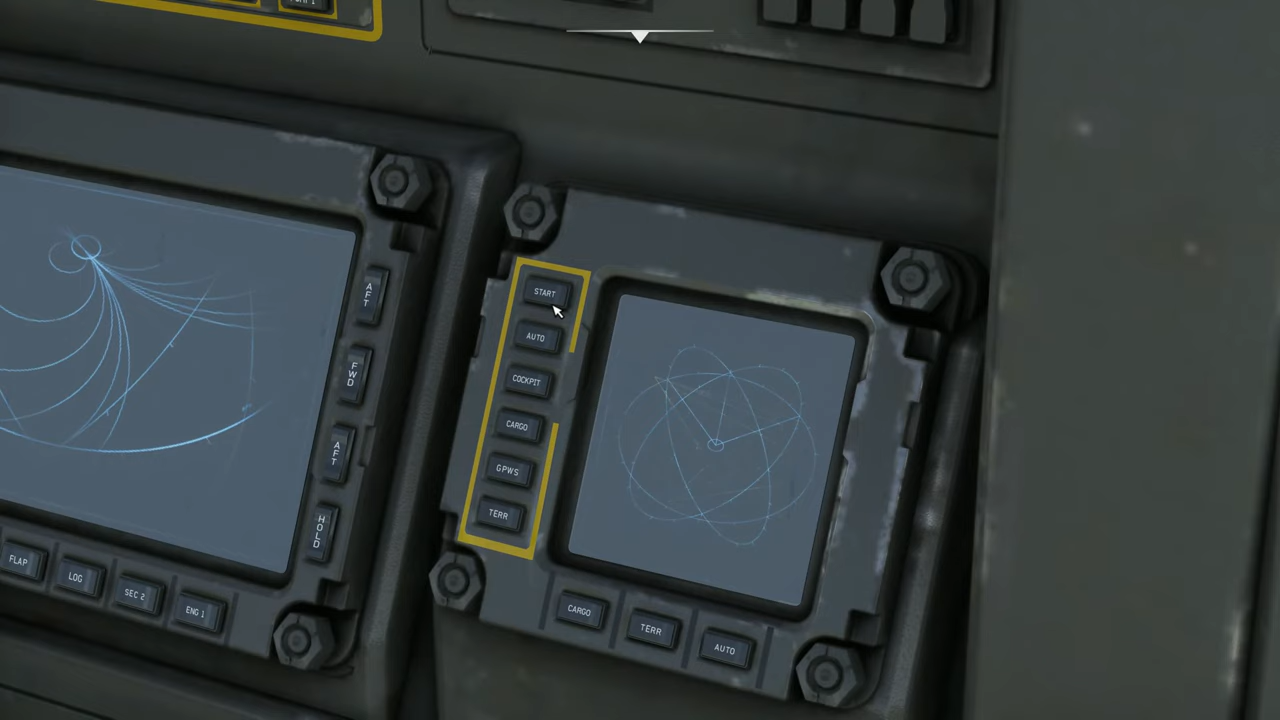 AFT
FWD
AFT
HOLD
FLAP
LOG
SEC 2
ENG 1
START
AUTO
COCKPIT
CARGO
GPWS
TERR
CARGO
TERR
AUTO